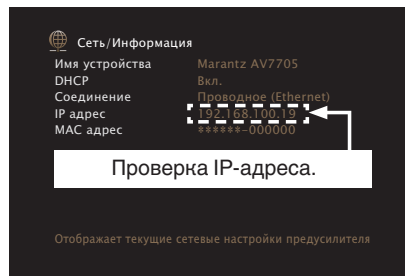 Сеть/Информация
Имя устройства Marantz AV7705
DHCP Вкл.
Соединение Проводное (Ethernet)
IP адрес 192.168.100.19
MAC адрес ******-000000
Проверка IP-адреса.
Отображает текущие сетевые настройки предусилителя